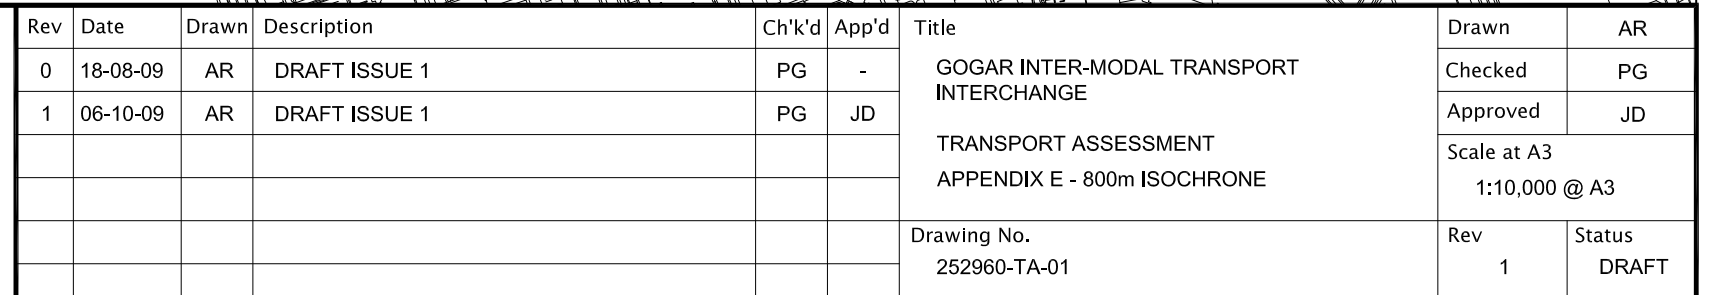 Rev Date Drawn Description Ch'k'd App'd
0 18-08-09 AR DRAFT ISSUE 1 PG -
1 06-10-09 AR DRAFT ISSUE 1 PG JD
Title
GOGAR INTER-MODAL TRANSPORT
INTERCHANGE
TRANSPORT ASSESSMENT
APPENDIX E - 800m ISOCHRONE
Drawing No.
252960-TA-01
Drawn AR
Checked PG
Approved JD
Scale at A3
1:10,000 @ A3
Rev Status
1 DRAFT